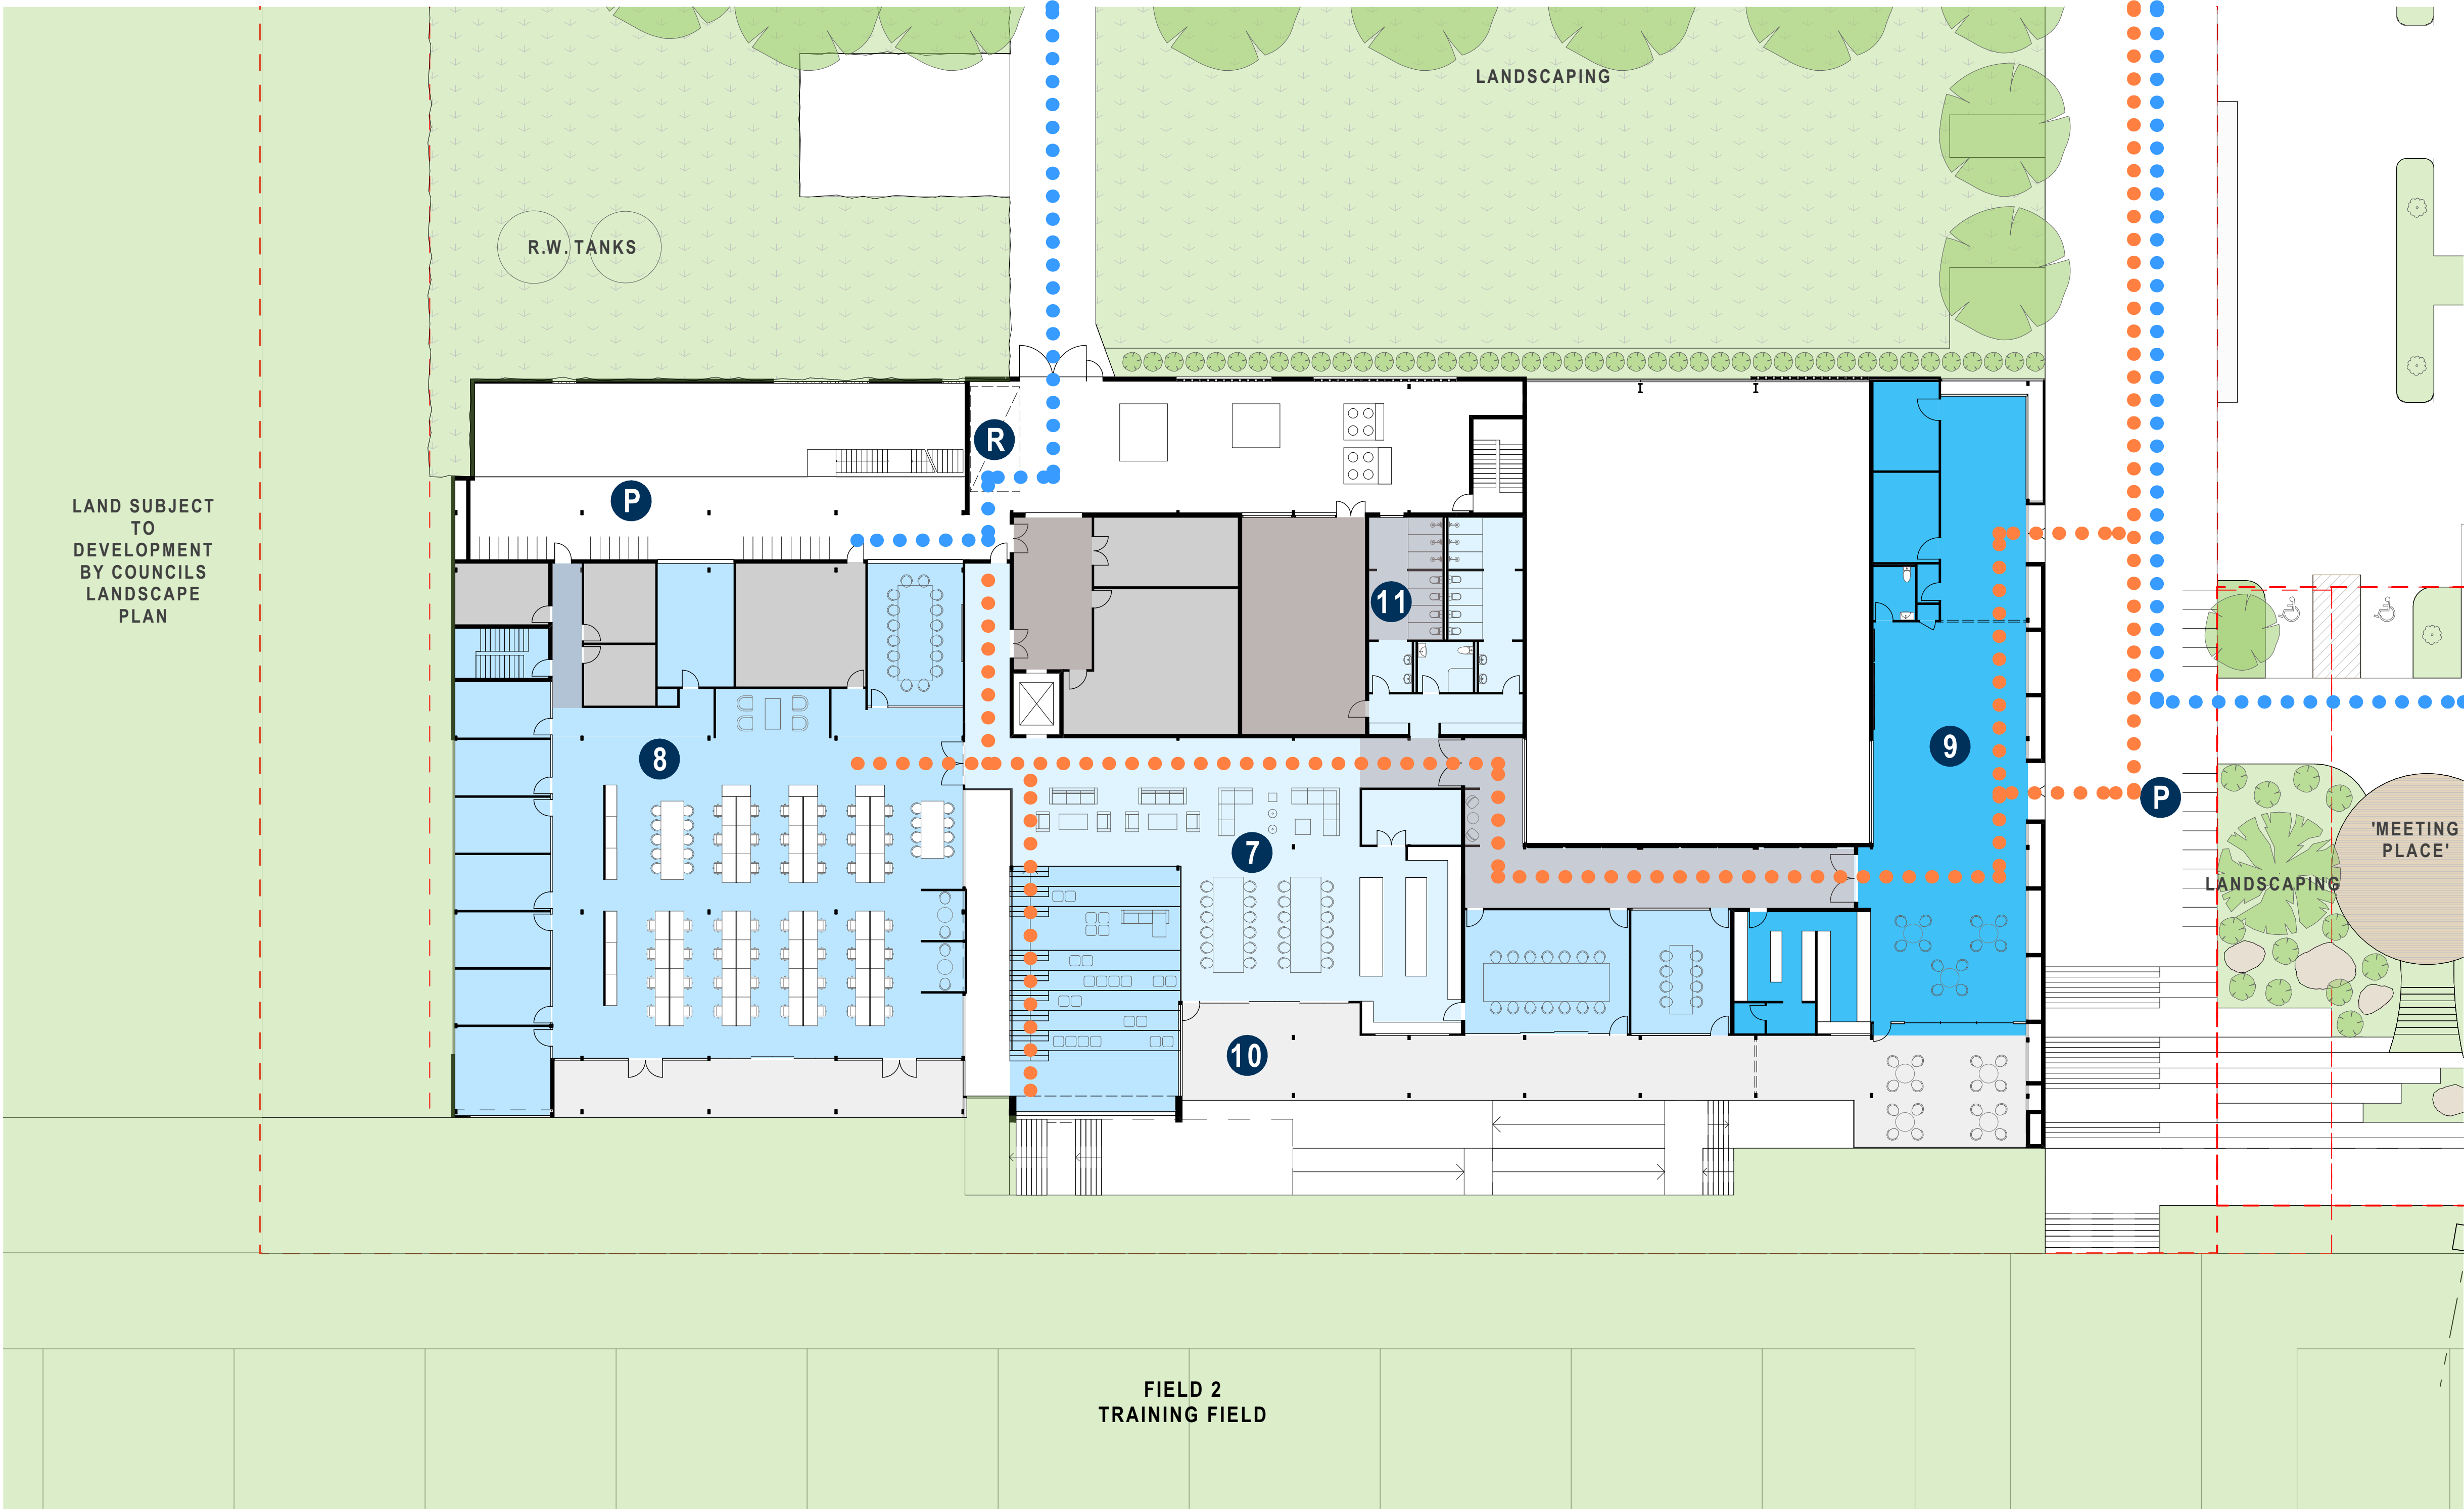 LANDSCAPING
R.W. TANKS
R
P
LAND SUBJECT
TO
DEVELOPMENT
BY COUNCILS
LANDSCAPE
PLAN
11
8
9
7
P
'MEETING
PLACE'
LANDSCAPING
10
FIELD 2
TRAINING FIELD